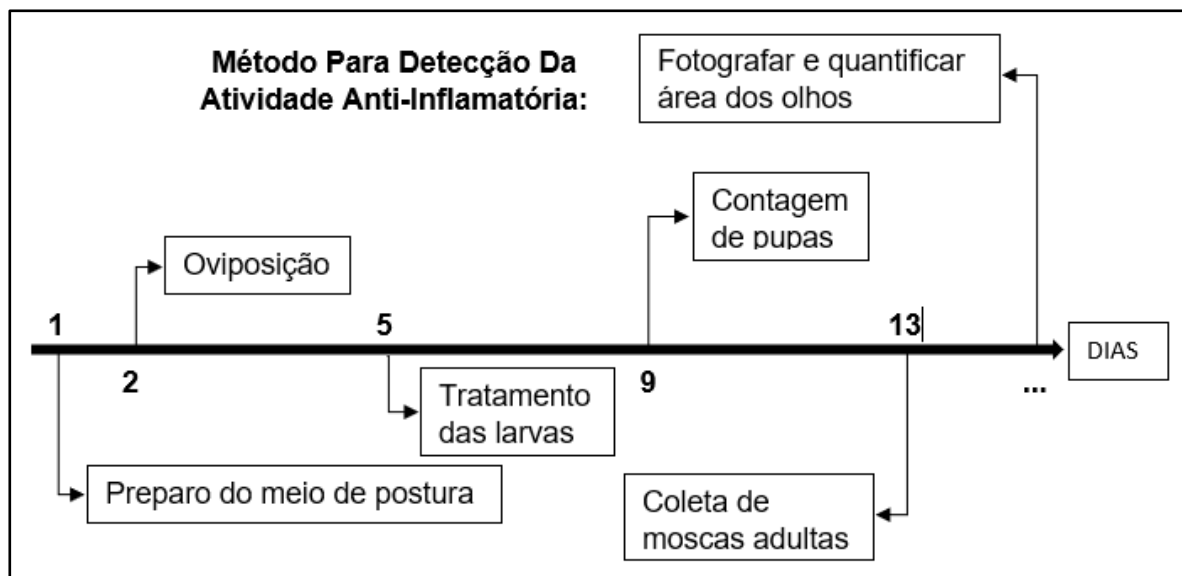 Método Para Detecção Da
Atividade Anti-Inflamatória:
Fotografar e quantificar
área dos olhos
Contagem
de pupas
Oviposição
1
5
13
DIAS
2
9
...
Tratamento
das larvas
Preparo do meio de postura
Coleta de
moscas adultas